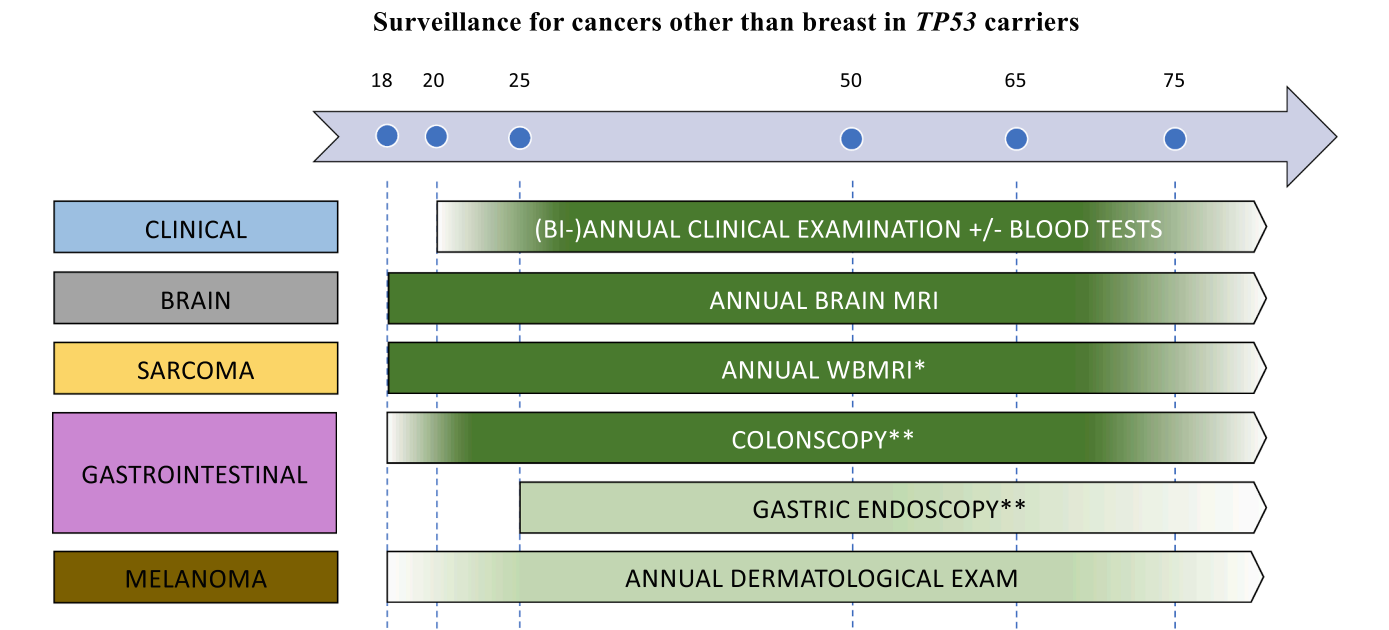 Surveillance for cancers other than breast in TP53 carriers
18 20 25 50 65 75
CLINICAL
(BI-)ANNUAL CLINICAL EXAMINATION +/- BLOOD TESTS
BRAIN
ANNUAL BRAIN MRI
SARCOMA
ANNUAL WBMRI*
GASTROINTESTINAL
COLONSCOPY**
GASTRIC ENDOSCOPY**
MELANOMA
ANNUAL DERMATOLOGICAL EXAM